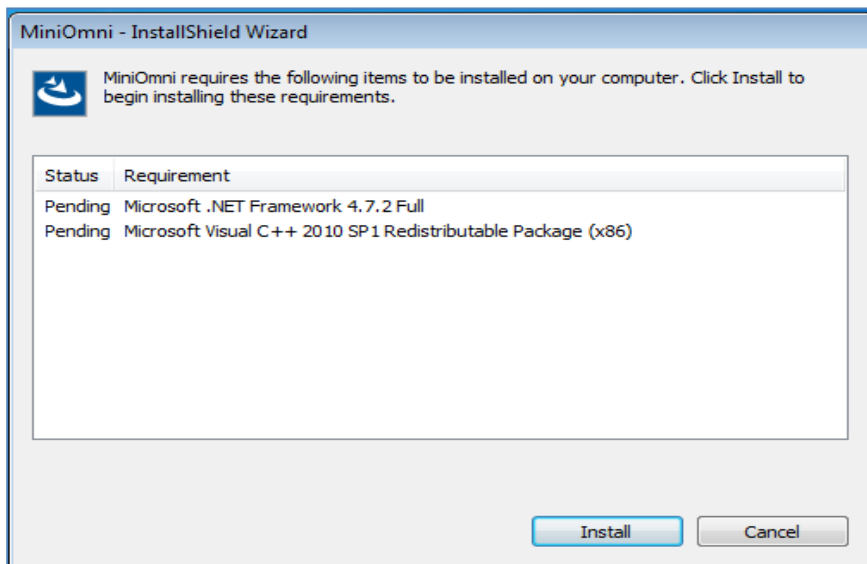 MiniOmni - InstallShield Wizard
MiniOmni requires the following items to be installed on your computer. Click Install to
begin installing these requirements.
Status Requirement
Pending Microsoft .NET Framework 4.7.2 Full
Pending Microsoft Visual C++ 2010 SP1 Redistributable Package (x86)
Install Cancel